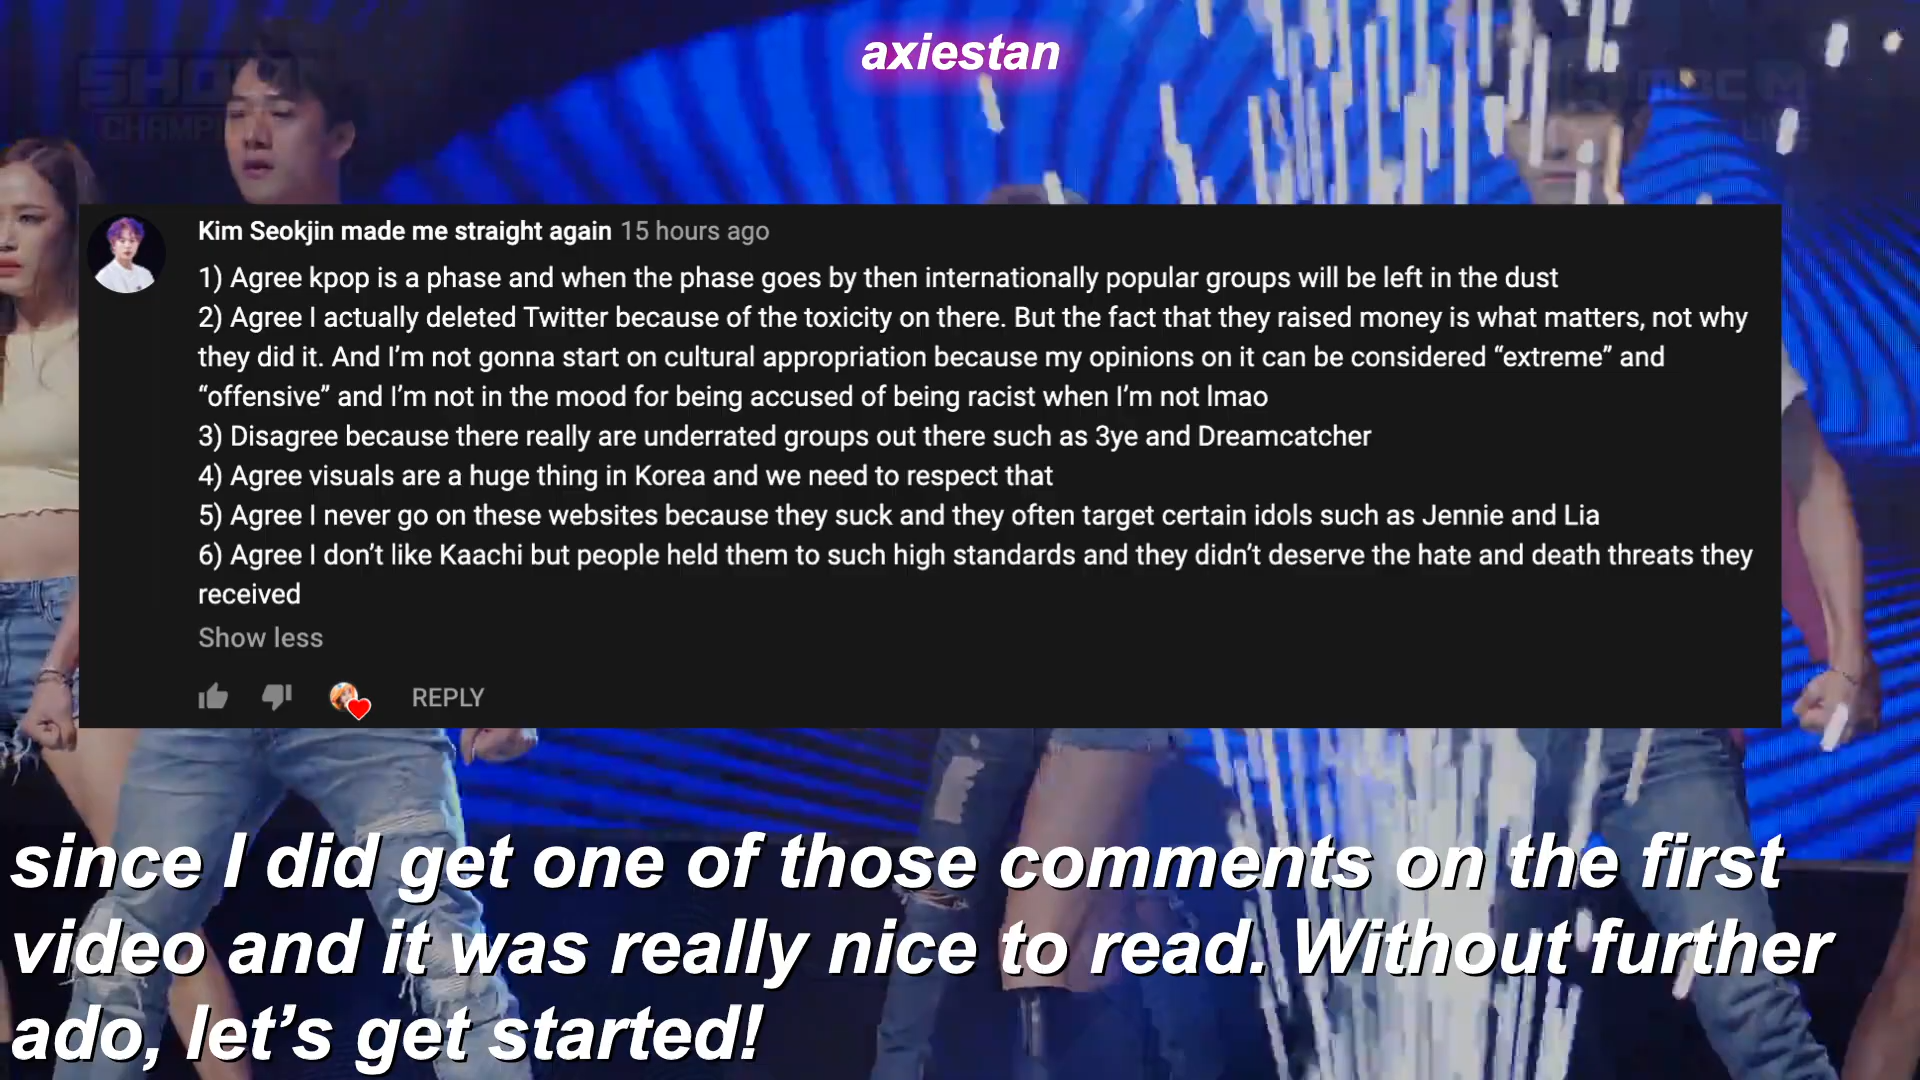 axiestan
SHOW
CHAMPI
MBC M
LIVE
Kim Seokjin made me straight again 15 hours ago
1) Agree kpop is a phase and when the phase goes by then internationally popular groups will be left in the dust
2) Agree I actually deleted Twitter because of the toxicity on there. But the fact that they raised money is what matters, not why
they did it. And I’m not gonna start on cultural appropriation because my opinions on it can be considered “extreme” and
“offensive” and I’m not in the mood for being accused of being racist when I’m not lmao
3) Disagree because there really are underrated groups out there such as 3ye and Dreamcatcher
4) Agree visuals are a huge thing in Korea and we need to respect that
5) Agree I never go on these websites because they suck and they often target certain idols such as Jennie and Lia
6) Agree I don’t like Kaachi but people held them to such high standards and they didn’t deserve the hate and death threats they
received
Show less
REPLY
since I did get one of those comments on the first
video and it was really nice to read. Without further
ado, let’s get started!